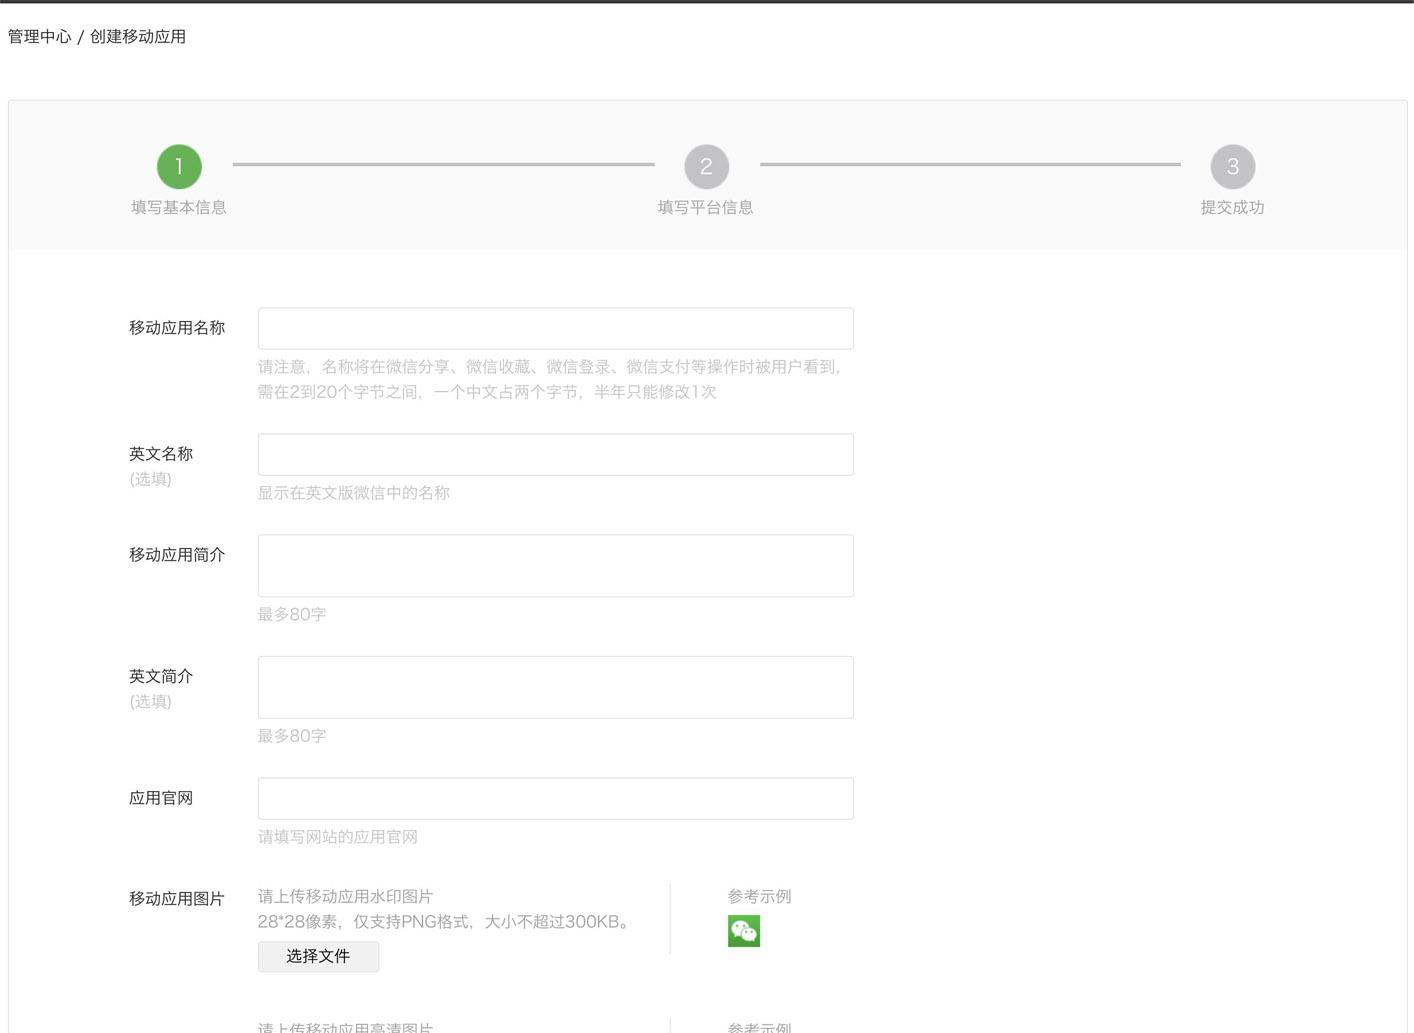 管理中心 / 创建移动应用
1
2
3
填写基本信息
填写平台信息
提交成功
移动应用名称
请注意，名称将在微信分享、微信收藏、微信登录、微信支付等操作时被用户看到，
需在2到20个字节之间，一个中文占两个字节，半年只能修改1次
英文名称
(选填)
显示在英文版微信中的名称
移动应用简介
最多80字
英文简介
(选填)
最多80字
应用官网
请填写网站的应用官网
移动应用图片
请上传移动应用水印图片
28*28像素，仅支持PNG格式，大小不超过300KB。
选择文件
参考示例
请上传移动应用高清图片
参考示例